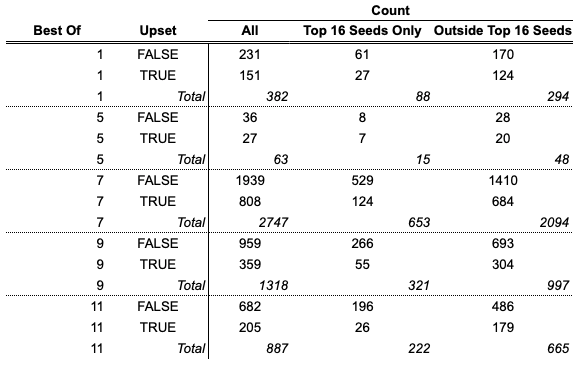 Count
Best Of Upset All Top 16 Seeds Only Outside Top 16 Seeds
1 FALSE 231 61 170
1 TRUE 151 27 124
1 Total 382 88 294
5 FALSE 36 8 28
5 TRUE 27 7 20
5 Total 63 15 48
7 FALSE 1939 529 1410
7 TRUE 808 124 684
7 Total 2747 653 2094
9 FALSE 959 266 693
9 TRUE 359 55 304
9 Total 1318 321 997
11 FALSE 682 196 486
11 TRUE 205 26 179
11 Total 887 222 665